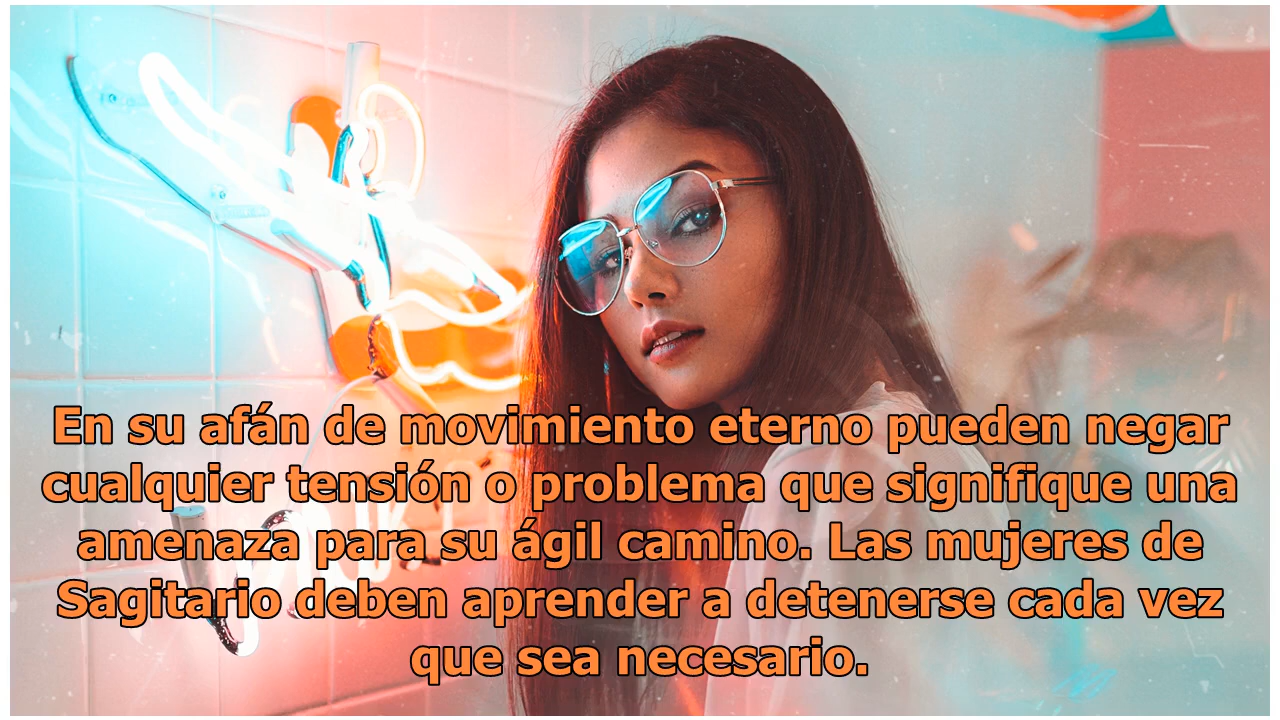 En su afán de movimiento eterno pueden negar
cualquier tensión o problema que signifique una
amenaza para su ágil camino. Las mujeres de
Sagitario deben aprender a detenerse cada vez
que sea necesario.